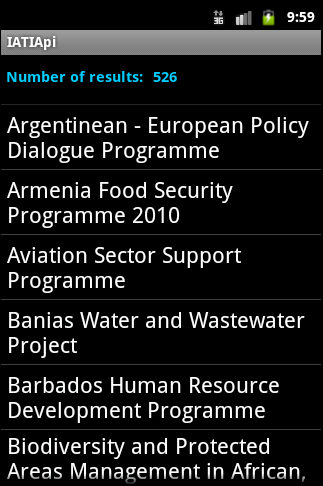 3G 9:59
IATIApi
Number of results: 526
Argentinean - European Policy
Dialogue Programme
Armenia Food Security
Programme 2010
Aviation Sector Support
Programme
Banias Water and Wastewater
Project
Barbados Human Resource
Development Programme
Biodiversity and Protected
Areas Management in African,